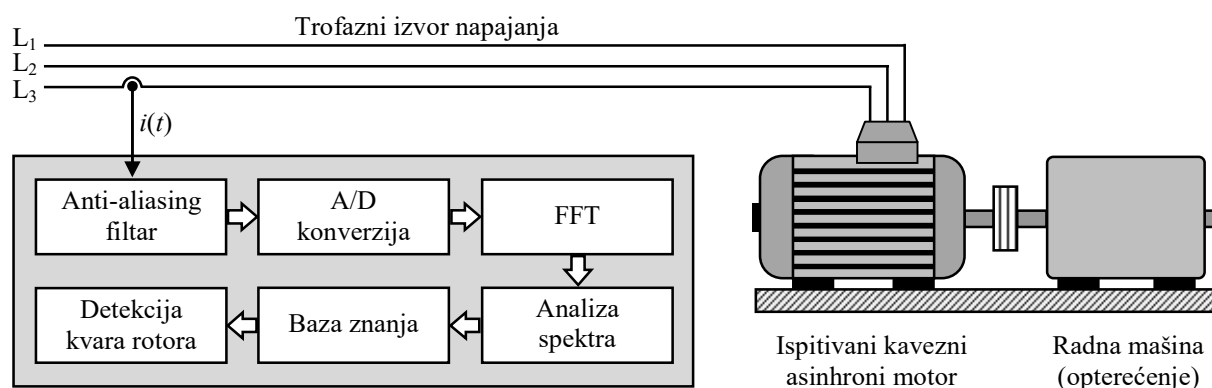 Trofazni izvor napajanja
L₁
L₂
L₃
i(t)
Anti-aliasing
filtar
A/D
konverzija
FFT
Detekcija
kvara rotora
Baza znanja
Analiza
spektra
Ispitivani kavezni
asinhroni motor
Radna mašina
(opterećenje)